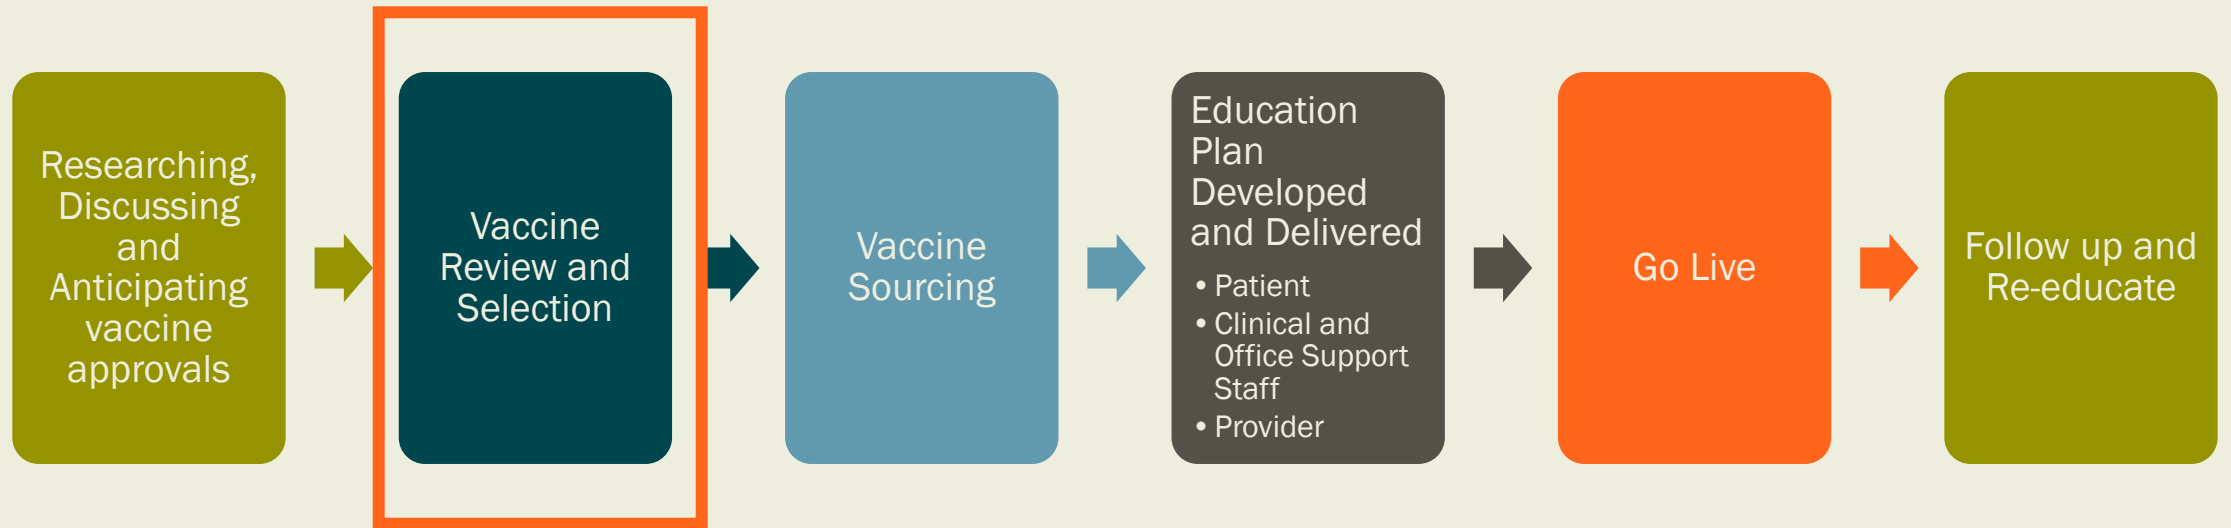 Researching,
Discussing
and
Anticipating
vaccine
approvals
Vaccine
Review and
Selection
Vaccine
Sourcing
Education
Plan
Developed
and Delivered
• Patient
• Clinical and
Office Support
Staff
• Provider
Go Live
Follow up and
Re-educate